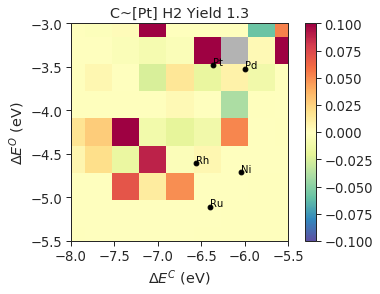 C~[Pt] H2 Yield 1.3
−3.0
−3.5
−4.0
−4.5
−5.0
−5.5
ΔE^O (eV)
Pt
Pd
Rh
Ni
Ru
−8.0 −7.5 −7.0 −6.5 −6.0 −5.5
ΔE^C (eV)
0.100
0.075
0.050
0.025
0.000
−0.025
−0.050
−0.075
−0.100